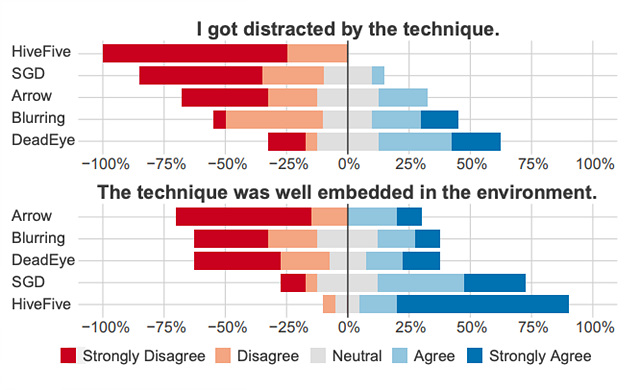 I got distracted by the technique.
HiveFive
SGD
Arrow
Blurring
DeadEye
−100% −75% −50% −25% 0% 25% 50% 75% 100%
The technique was well embedded in the environment.
Arrow
Blurring
DeadEye
SGD
HiveFive
−100% −75% −50% −25% 0% 25% 50% 75% 100%
Strongly Disagree Disagree Neutral Agree Strongly Agree